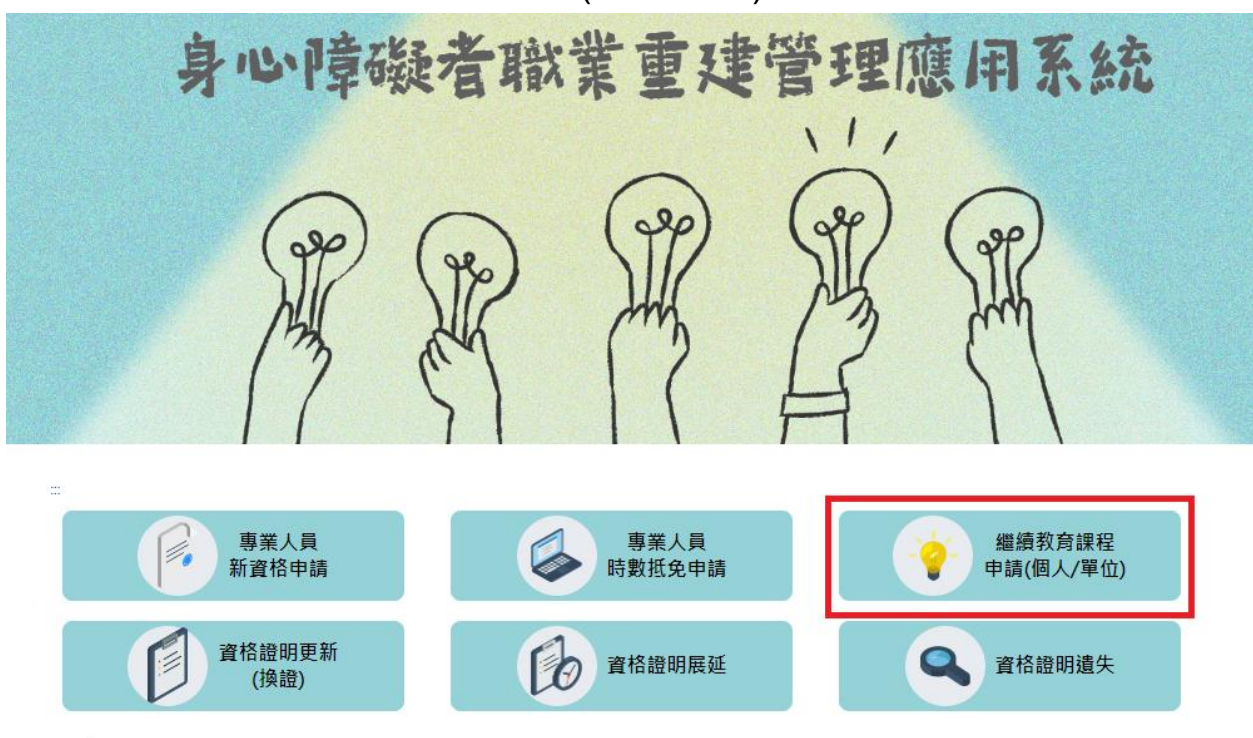 身心障礙者職業重建管理應用系統
:::
專業人員
新資格申請
專業人員
時數抵免申請
繼續教育課程
申請(個人/單位)
資格證明更新
(換證)
資格證明展延
資格證明遺失